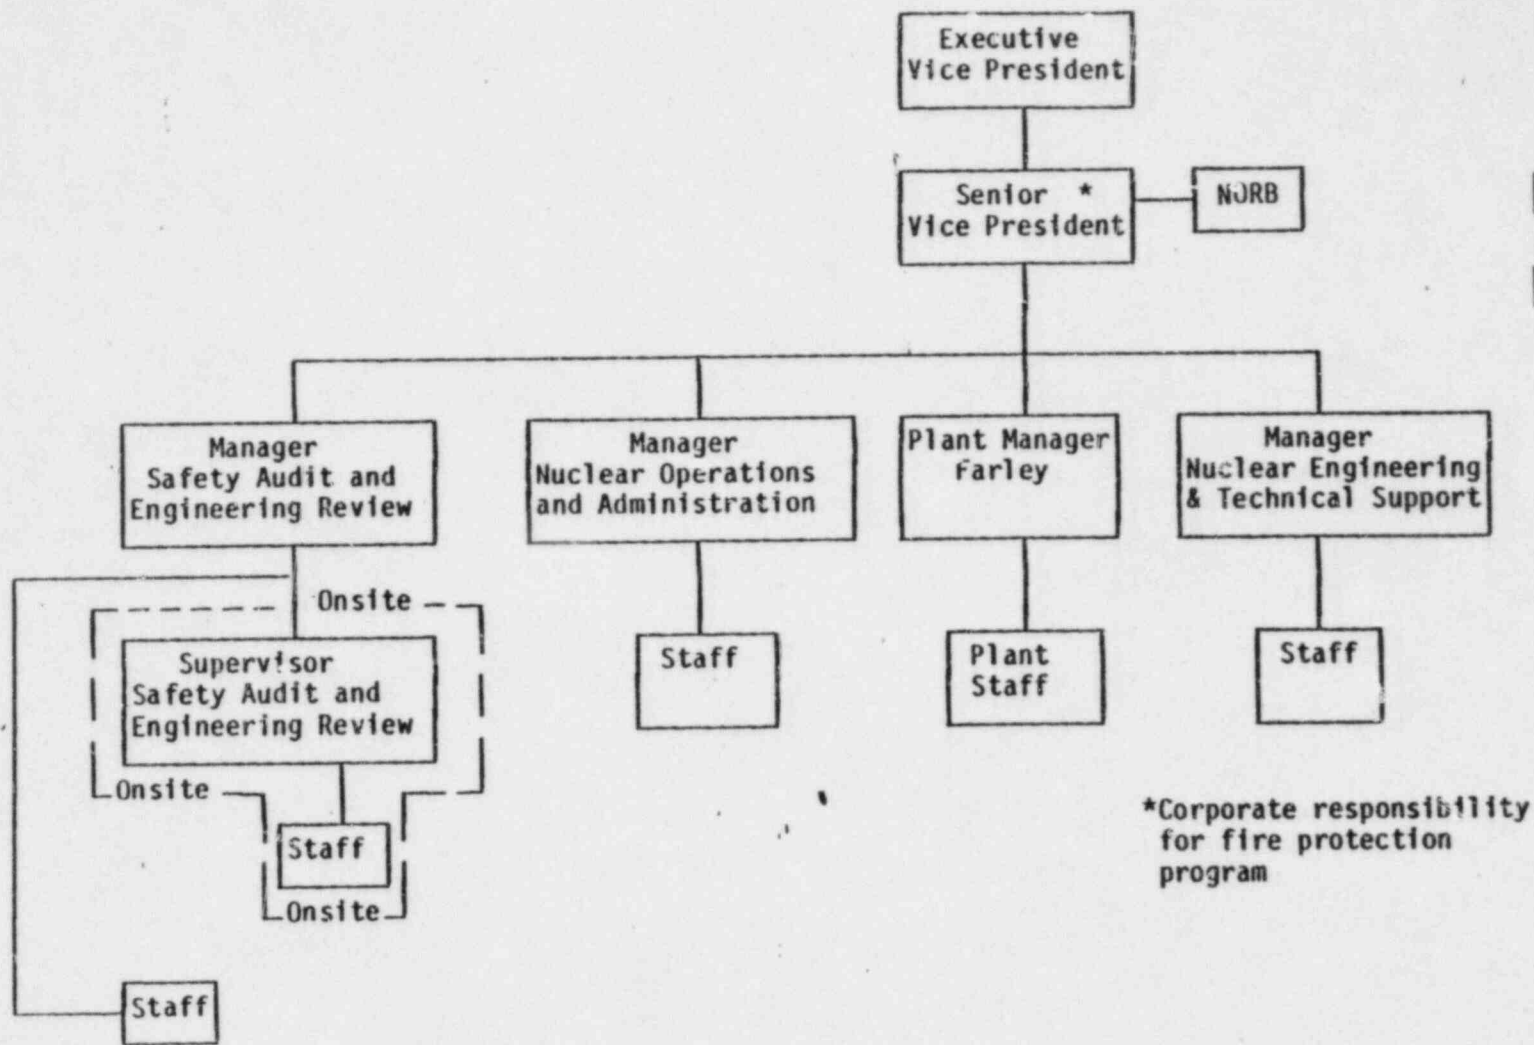 Executive
Vice President
Senior *
Vice President
NORB
Manager
Safety Audit and
Engineering Review
Manager
Nuclear Operations
and Administration
Plant Manager
Farley
Manager
Nuclear Engineering
& Technical Support
Onsite
Supervisor
Safety Audit and
Engineering Review
Staff
Plant
Staff
Staff
Onsite
Staff
Onsite
*Corporate responsibility
for fire protection
program
Staff